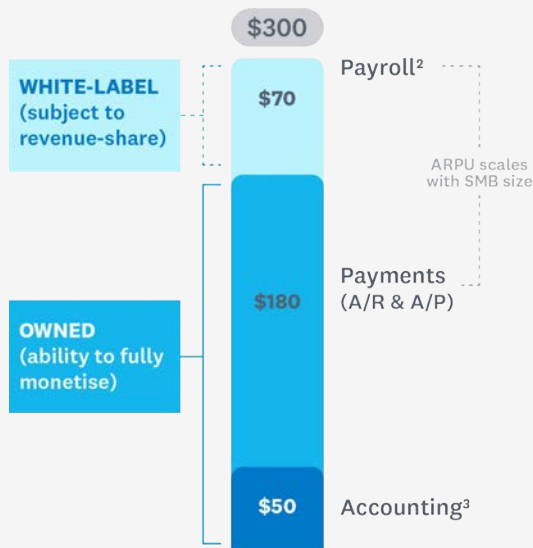 $300
WHITE-LABEL
(subject to
revenue-share)
$70
Payroll²
ARPU scales
with SMB size
OWNED
(ability to fully
monetise)
$180
Payments
(A/R & A/P)
$50
Accounting³